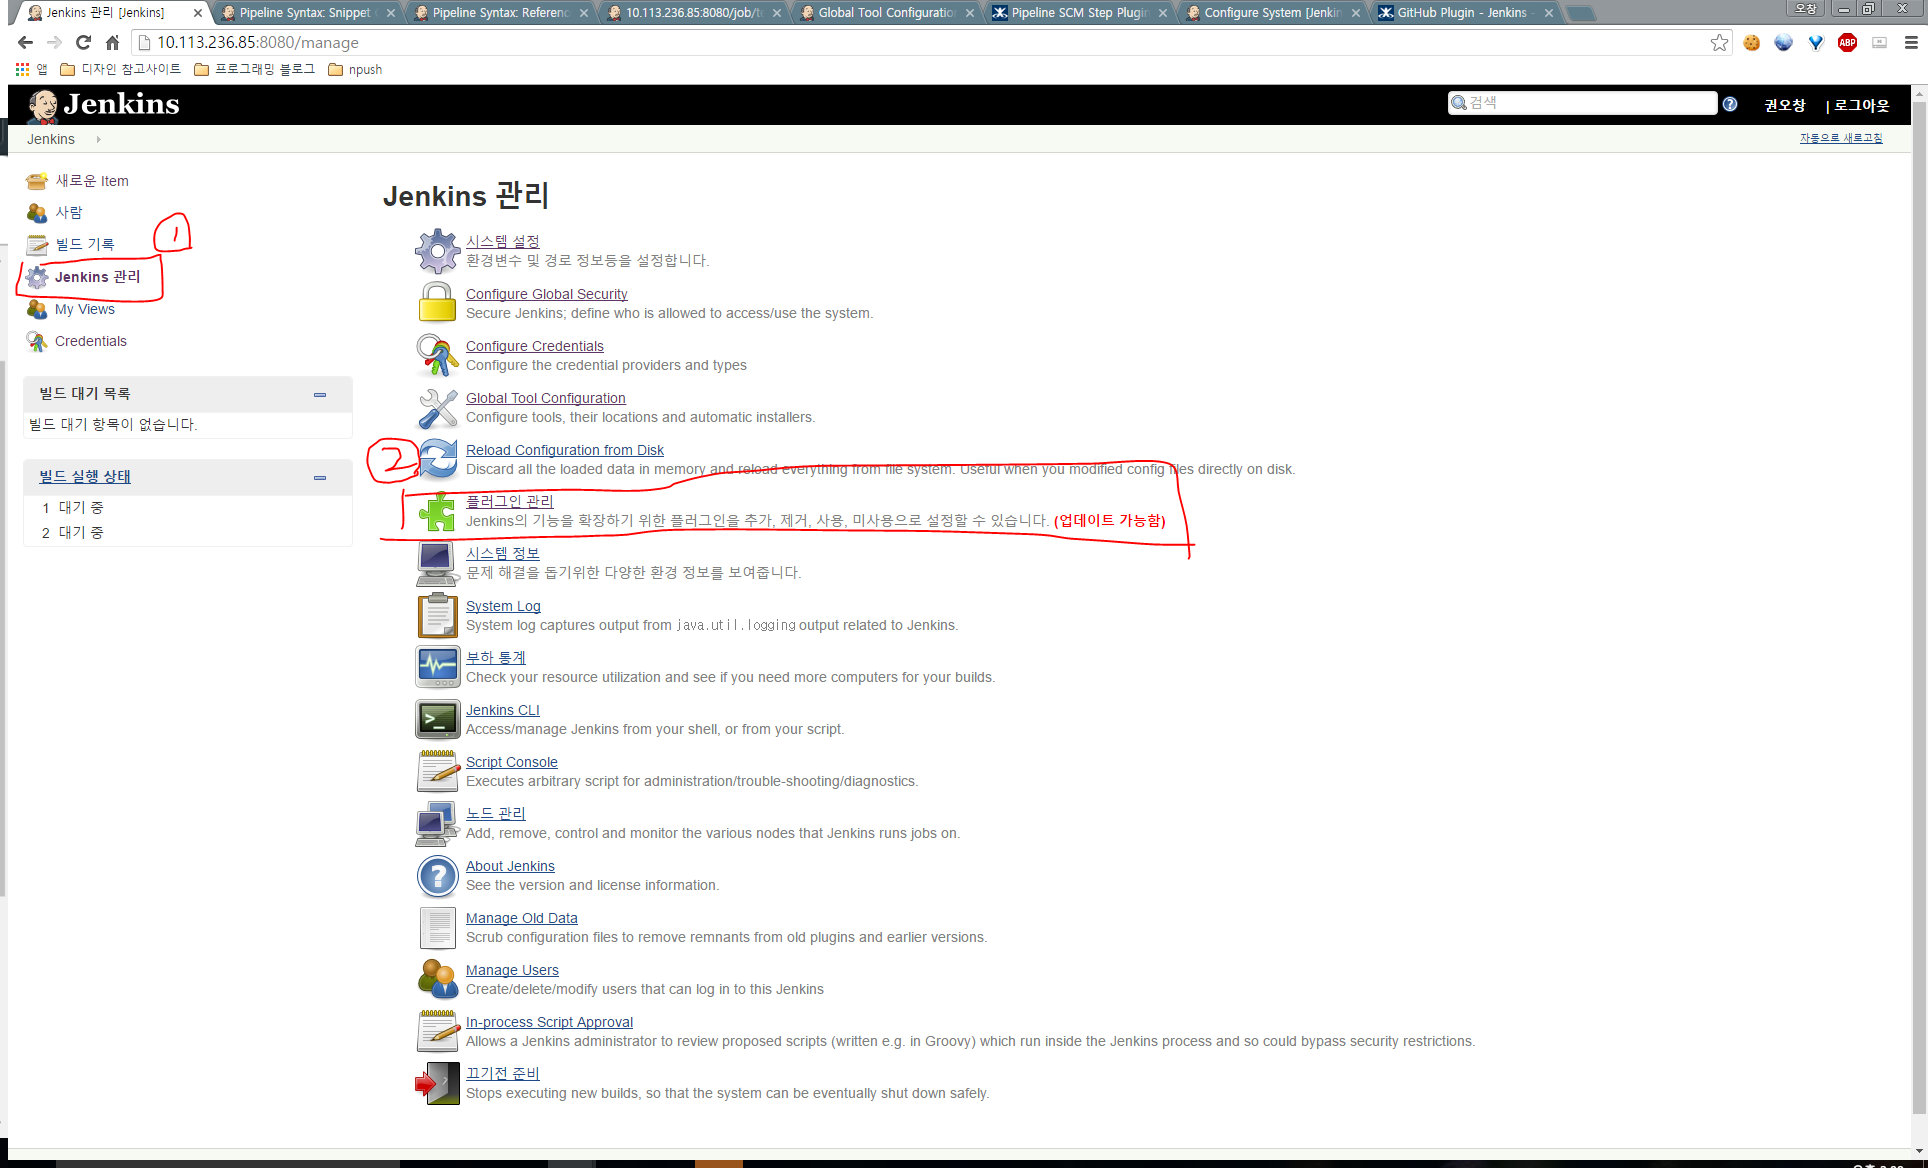 Jenkins 관리 [Jenkins]
Pipeline Syntax: Snippet
Pipeline Syntax: Referenc
10.113.236.85:8080/job/t
Global Tool Configuration
Pipeline SCM Step Plugin
Configure System [Jenkin
GitHub Plugin - Jenkins -
오창
10.113.236.85:8080/manage
ABP
앱
디자인 참고사이트
프로그래밍 블로그
npush
Jenkins
검색
권오창
| 로그아웃
Jenkins
자동으로 새로고침
새로운 Item
사람
빌드 기록
1
Jenkins 관리
My Views
Credentials
빌드 대기 목록
빌드 대기 항목이 없습니다.
빌드 실행 상태
1 대기 중
2 대기 중
Jenkins 관리
시스템 설정
환경변수 및 경로 정보등을 설정합니다.
Configure Global Security
Secure Jenkins; define who is allowed to access/use the system.
Configure Credentials
Configure the credential providers and types
Global Tool Configuration
Configure tools, their locations and automatic installers.
2
Reload Configuration from Disk
Discard all the loaded data in memory and reload everything from file system. Useful when you modified config files directly on disk.
플러그인 관리
Jenkins의 기능을 확장하기 위한 플러그인을 추가, 제거, 사용, 미사용으로 설정할 수 있습니다. (업데이트 가능함)
시스템 정보
문제 해결을 돕기위한 다양한 환경 정보를 보여줍니다.
System Log
System log captures output from java.util.logging output related to Jenkins.
부하 통계
Check your resource utilization and see if you need more computers for your builds.
Jenkins CLI
Access/manage Jenkins from your shell, or from your script.
Script Console
Executes arbitrary script for administration/trouble-shooting/diagnostics.
노드 관리
Add, remove, control and monitor the various nodes that Jenkins runs jobs on.
About Jenkins
See the version and license information.
Manage Old Data
Scrub configuration files to remove remnants from old plugins and earlier versions.
Manage Users
Create/delete/modify users that can log in to this Jenkins
In-process Script Approval
Allows a Jenkins administrator to review proposed scripts (written e.g. in Groovy) which run inside the Jenkins process and so could bypass security restrictions.
끄기전 준비
Stops executing new builds, so that the system can be eventually shut down safely.